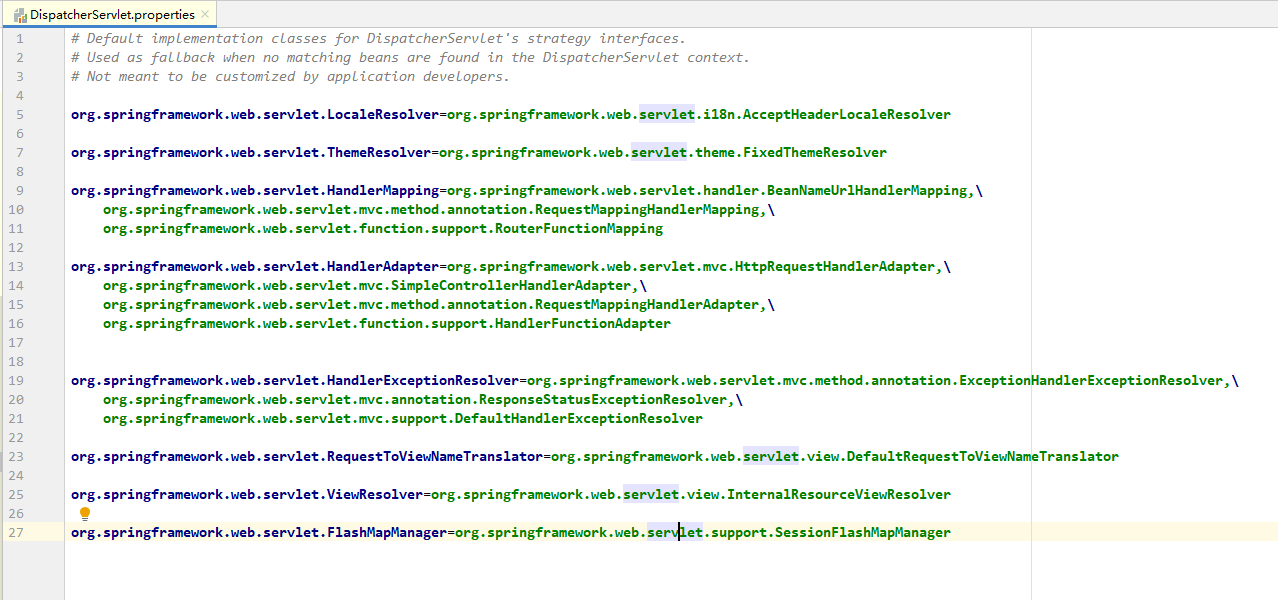 DispatcherServlet.properties
1 # Default implementation classes for DispatcherServlet's strategy interfaces.
2 # Used as fallback when no matching beans are found in the DispatcherServlet context.
3 # Not meant to be customized by application developers.
4
5 org.springframework.web.servlet.LocaleResolver=org.springframework.web.servlet.i18n.AcceptHeaderLocaleResolver
6
7 org.springframework.web.servlet.ThemeResolver=org.springframework.web.servlet.theme.FixedThemeResolver
8
9 org.springframework.web.servlet.HandlerMapping=org.springframework.web.servlet.handler.BeanNameUrlHandlerMapping,\
10 org.springframework.web.servlet.mvc.method.annotation.RequestMappingHandlerMapping,\
11 org.springframework.web.servlet.function.support.RouterFunctionMapping
12
13 org.springframework.web.servlet.HandlerAdapter=org.springframework.web.servlet.mvc.HttpRequestHandlerAdapter,\
14 org.springframework.web.servlet.mvc.SimpleControllerHandlerAdapter,\
15 org.springframework.web.servlet.mvc.method.annotation.RequestMappingHandlerAdapter,\
16 org.springframework.web.servlet.function.support.HandlerFunctionAdapter
17
18
19 org.springframework.web.servlet.HandlerExceptionResolver=org.springframework.web.servlet.mvc.method.annotation.ExceptionHandlerExceptionResolver,\
20 org.springframework.web.servlet.mvc.annotation.ResponseStatusExceptionResolver,\
21 org.springframework.web.servlet.mvc.support.DefaultHandlerExceptionResolver
22
23 org.springframework.web.servlet.RequestToViewNameTranslator=org.springframework.web.servlet.view.DefaultRequestToViewNameTranslator
24
25 org.springframework.web.servlet.ViewResolver=org.springframework.web.servlet.view.InternalResourceViewResolver
26
27 org.springframework.web.servlet.FlashMapManager=org.springframework.web.servlet.support.SessionFlashMapManager